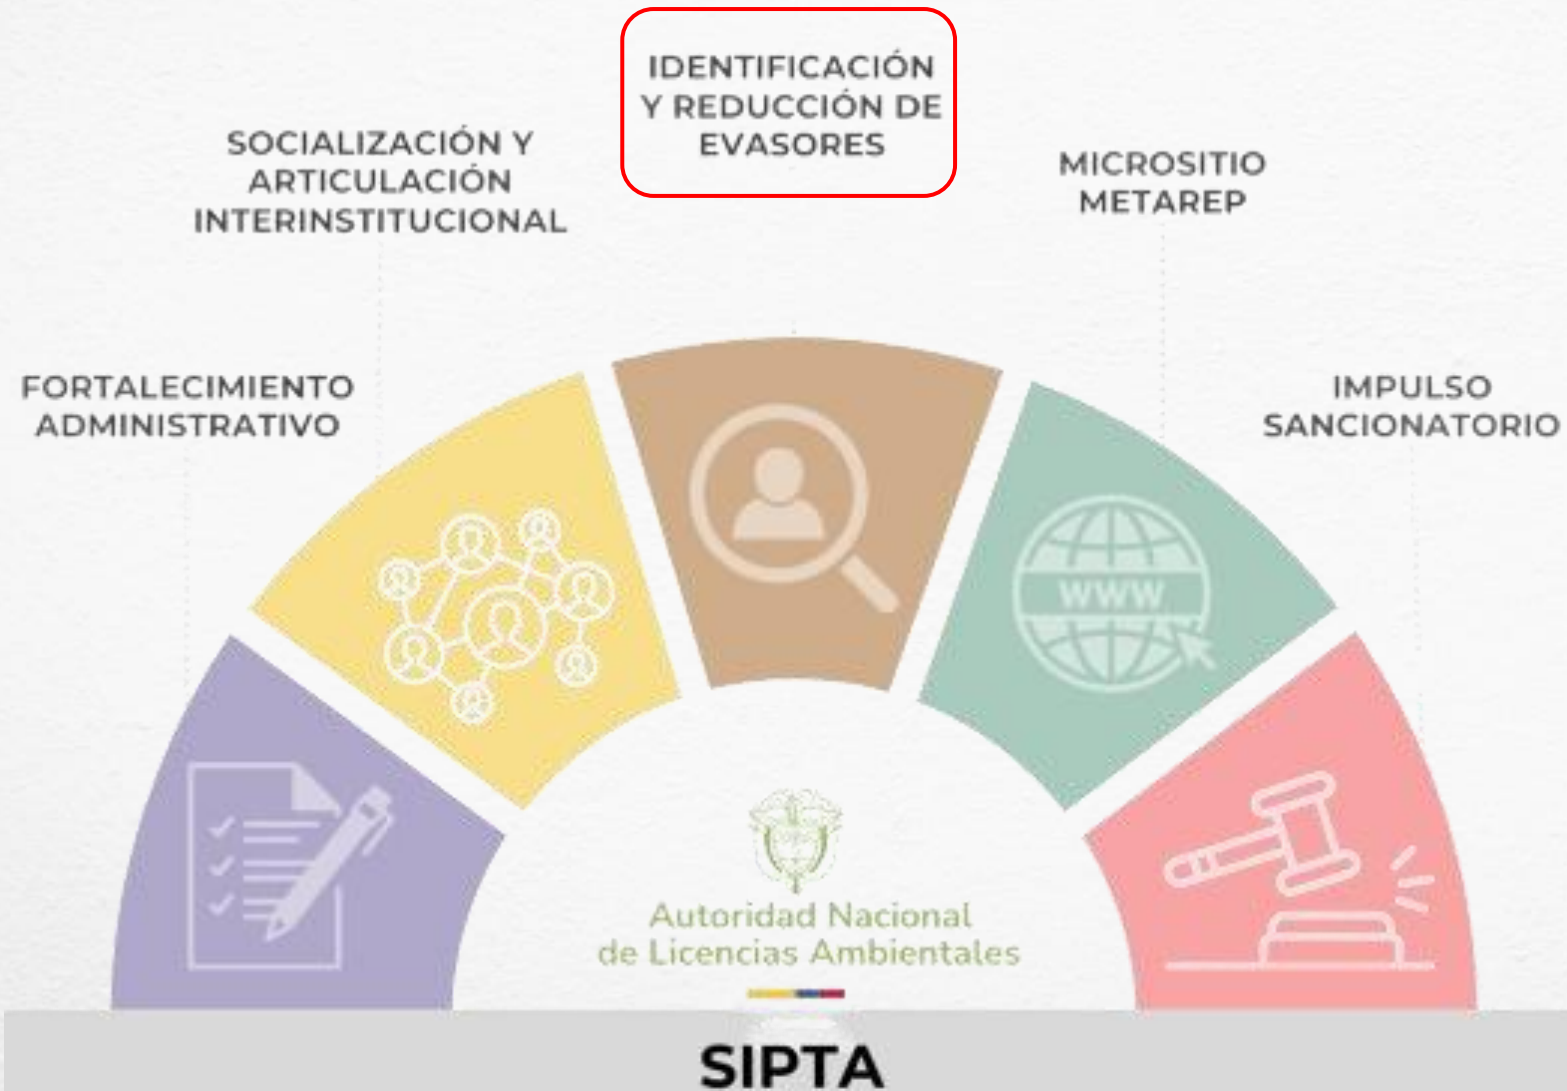 IDENTIFICACIÓN
Y REDUCCIÓN DE
EVASORES
SOCIALIZACIÓN Y
ARTICULACIÓN
INTERINSTITUCIONAL
MICROSITIO
METAREP
FORTALECIMIENTO
ADMINISTRATIVO
IMPULSO
SANCIONATORIO
WWW
Autoridad Nacional
de Licencias Ambientales
SIPTA